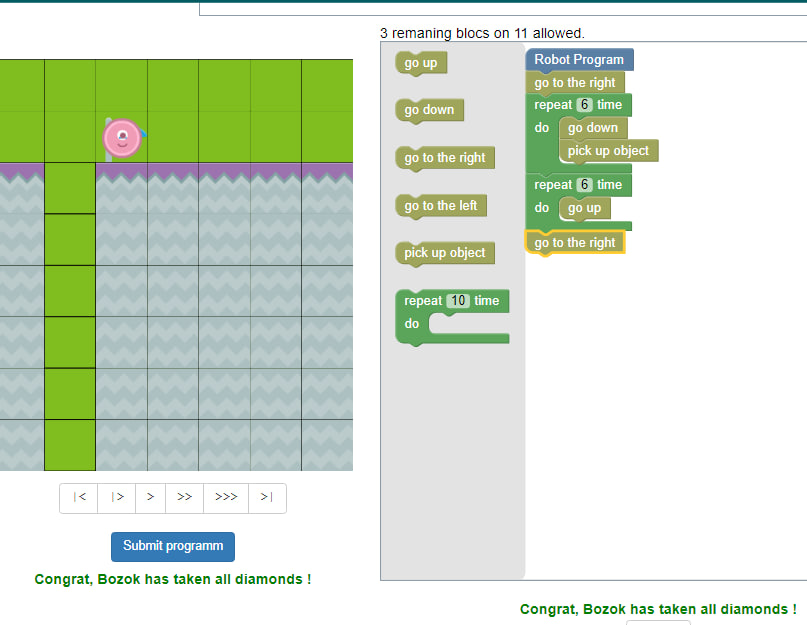 3 remaning blocs on 11 allowed.
go up
go down
go to the right
go to the left
pick up object
repeat 10 time
do
Robot Program
go to the right
repeat 6 time
do go down
pick up object
repeat 6 time
do go up
go to the right
|< |> > >> >>> >|
Submit programm
Congrat, Bozok has taken all diamonds !
Congrat, Bozok has taken all diamonds !